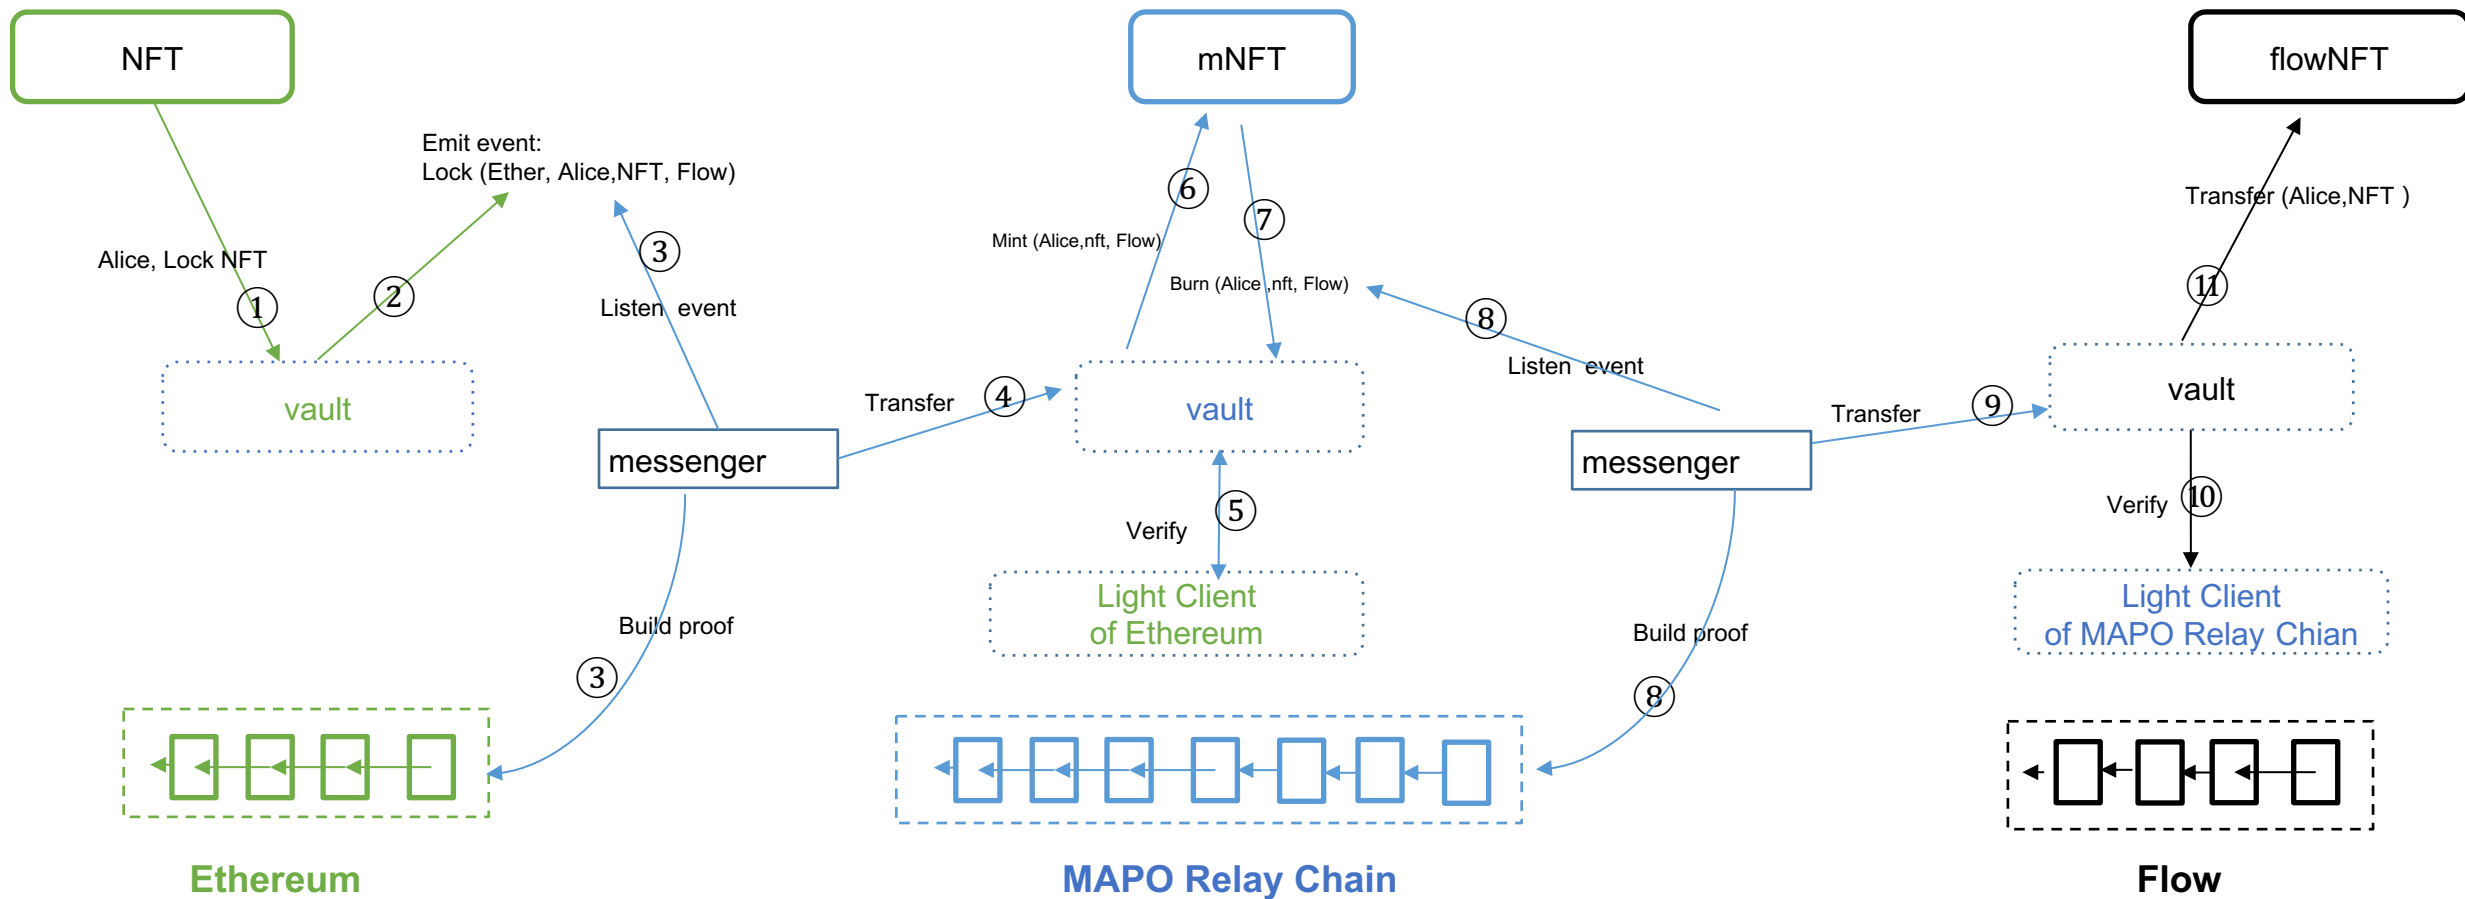 NFT
mNFT
flowNFT
Emit event:
Lock (Ether, Alice,NFT, Flow)
⑥
Transfer (Alice,NFT )
⑦
Mint (Alice,nft, Flow)
③
Alice, Lock NFT
Burn (Alice ,nft, Flow)
⑪
②
①
Listen event
⑧
Listen event
vault
Transfer
④
vault
Transfer
⑨
vault
messenger
messenger
⑤
Verify
Verify
⑩
Light Client
of Ethereum
Light Client
of MAPO Relay Chian
Build proof
Build proof
③
⑧
Ethereum
MAPO Relay Chain
Flow